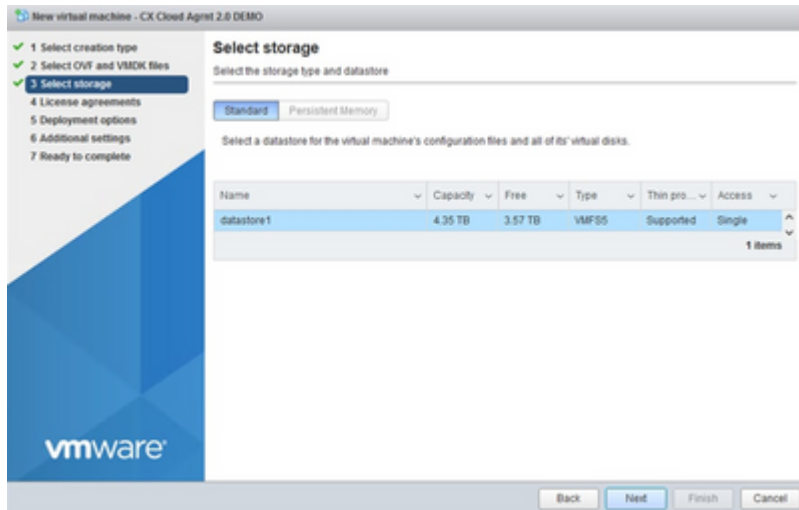 New virtual machine - CX Cloud Agrnt 2.0 DEMO
1 Select creation type
2 Select OVF and VMDK files
3 Select storage
4 License agreements
5 Deployment options
6 Additional settings
7 Ready to complete
vmware
Select storage
Select the storage type and datastore
Standard Persistent Memory
Select a datastore for the virtual machine's configuration files and all of its' virtual disks.
Name Capacity Free Type Thin pro... Access
datastore1 4.35 TB 3.57 TB VMFS5 Supported Single
1 items
Back Next Finish Cancel